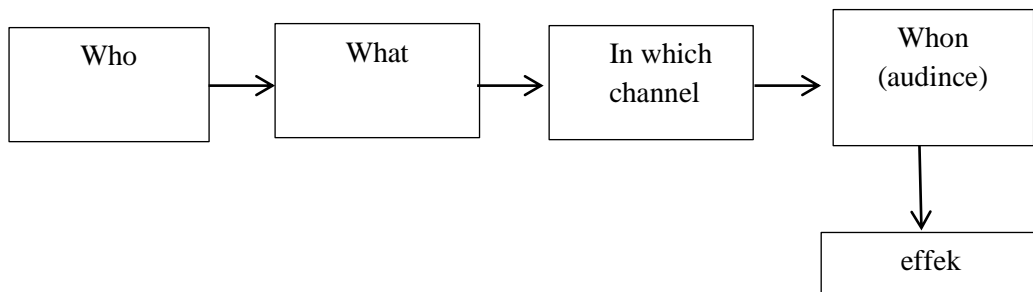 Who
What
In which
channel
Whon
(audince)
effek